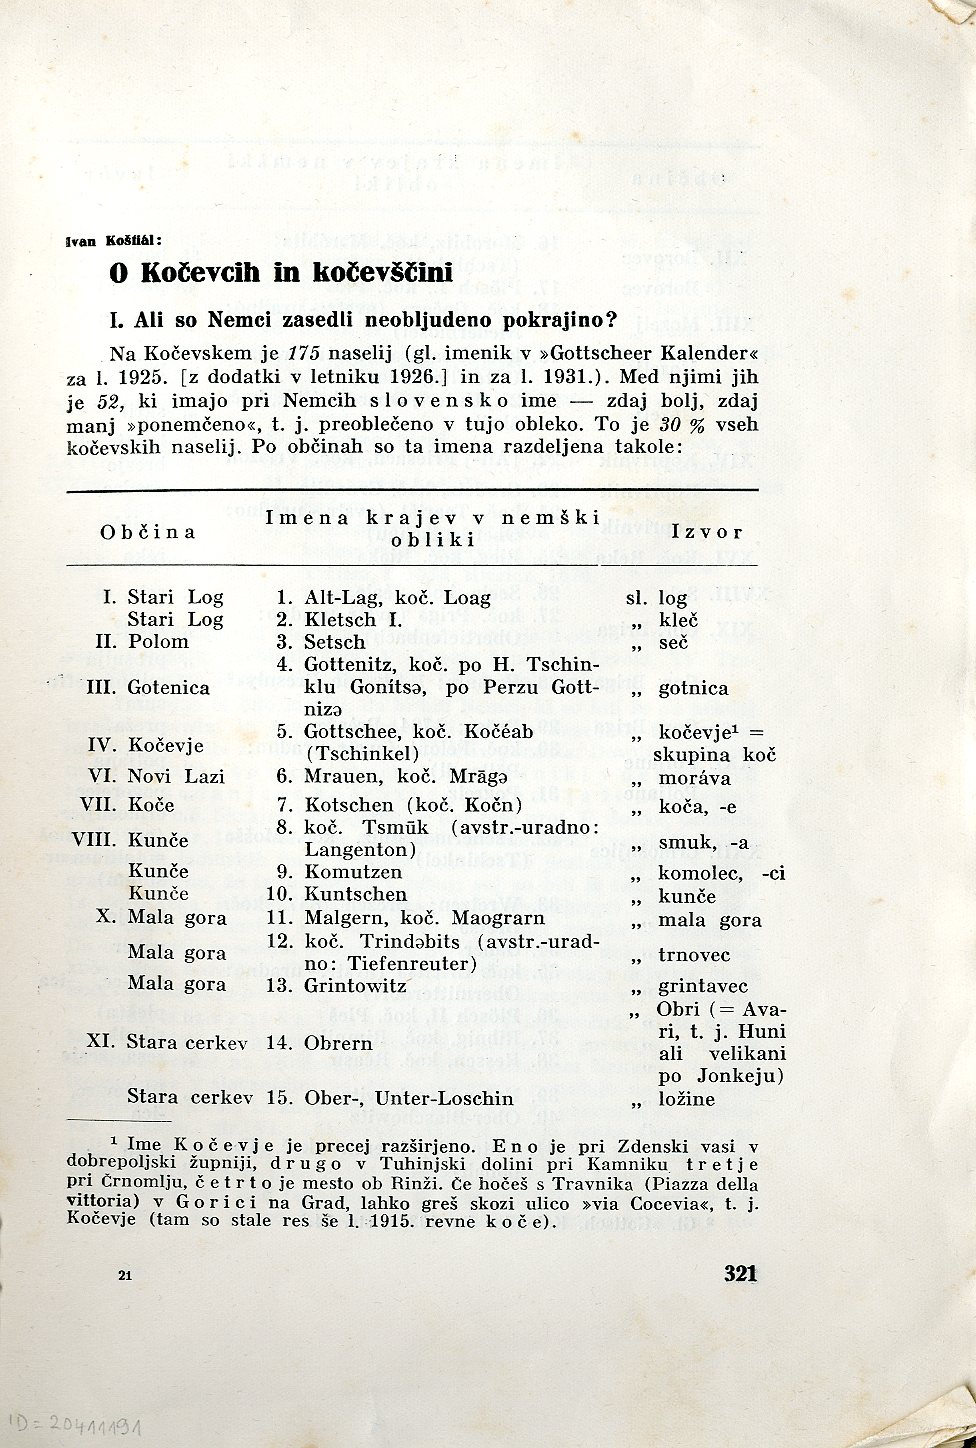 Ivan Koštiál:
O Kočevcih in kočevščini
I. Ali so Nemci zasedli neobljudeno pokrajino?
Na Kočevskem je 175 naselij (gl. imenik v »Gottscheer Kalender«
za l. 1925. [z dodatki v letniku 1926.] in za l. 1931.). Med njimi jih
je 52, ki imajo pri Nemcih slovensko ime — zdaj bolj, zdaj
manj »ponemčeno«, t. j. preoblečeno v tujo obleko. To je 30 % vseh
kočevskih naselij. Po občinah so ta imena razdeljena takole:
Občina Imena krajev v nemški obliki Izvor
I. Stari Log 1. Alt-Lag, koč. Loag sl. log
Stari Log 2. Kletsch I. „ kleč
II. Polom 3. Setsch „ seč
4. Gottenitz, koč. po H. Tschin-
III. Gotenica klu Gonítsə, po Perzu Gott- „ gotnica
nizə
5. Gottschee, koč. Kočéab „ kočevje¹ =
IV. Kočevje (Tschinkel) skupina koč
VI. Novi Lazi 6. Mrauen, koč. Mrāgə „ moráva
VII. Koče 7. Kotschen (koč. Kočn) „ koča, -e
8. koč. Tsmūk (avstr.-uradno:
VIII. Kunče Langenton) „ smuk, -a
Kunče 9. Komutzen „ komolec, -ci
Kunče 10. Kuntschen „ kunče
X. Mala gora 11. Malgern, koč. Maograrn „ mala gora
12. koč. Trindəbits (avstr.-urad-
Mala gora no: Tiefenreuter) „ trnovec
Mala gora 13. Grintowitz „ grintavec
„ Obri (= Ava-
ri, t. j. Huni
XI. Stara cerkev 14. Obrern ali velikani
po Jonkeju)
Stara cerkev 15. Ober-, Unter-Loschin „ ložine
¹ Ime Kočevje je precej razširjeno. Eno je pri Zdenski vasi v
dobrepoljski župniji, drugo v Tuhinjski dolini pri Kamniku tretje
pri Črnomlju, četrto je mesto ob Rinži. Če hočeš s Travnika (Piazza della
vittoria) v Gorici na Grad, lahko greš skozi ulico »via Cocevia«, t. j.
Kočevje (tam so stale res še l. 1915. revne koče).
21 321
ID=20411191